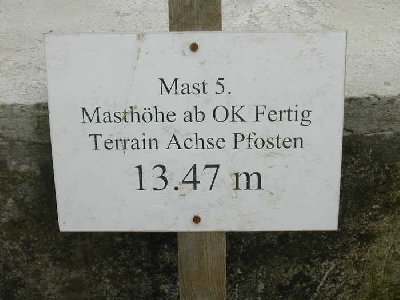 Mast 5.
Masthöhe ab OK Fertig
Terrain Achse Pfosten
13.47 m